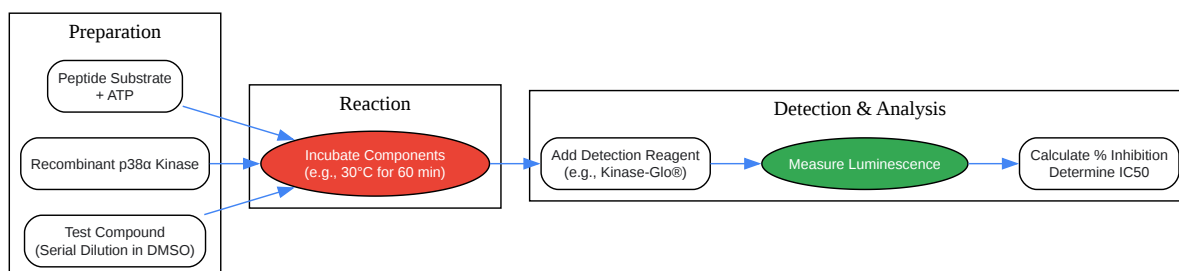 Preparation
Peptide Substrate
+ ATP
Recombinant p38α Kinase
Test Compound
(Serial Dilution in DMSO)
Reaction
Incubate Components
(e.g., 30°C for 60 min)
Detection & Analysis
Add Detection Reagent
(e.g., Kinase-Glo®)
Measure Luminescence
Calculate % Inhibition
Determine IC50